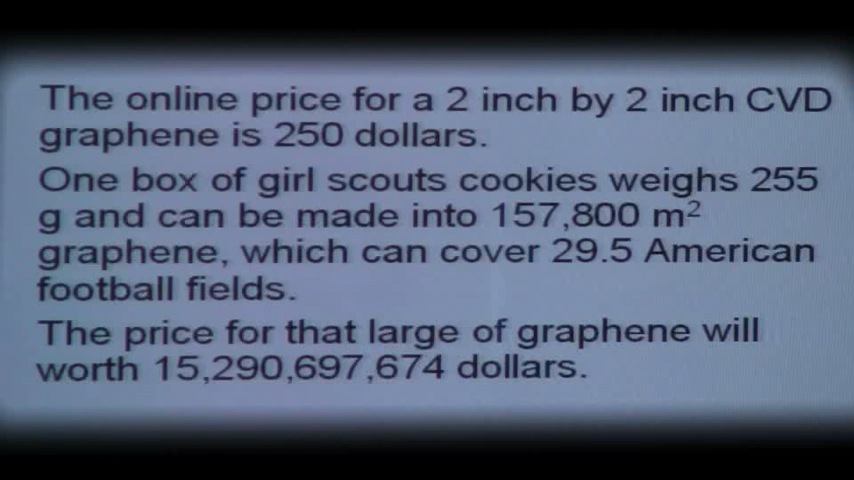 The online price for a 2 inch by 2 inch CVD
graphene is 250 dollars.
One box of girl scouts cookies weighs 255
g and can be made into 157,800 m²
graphene, which can cover 29.5 American
football fields.
The price for that large of graphene will
worth 15,290,697,674 dollars.